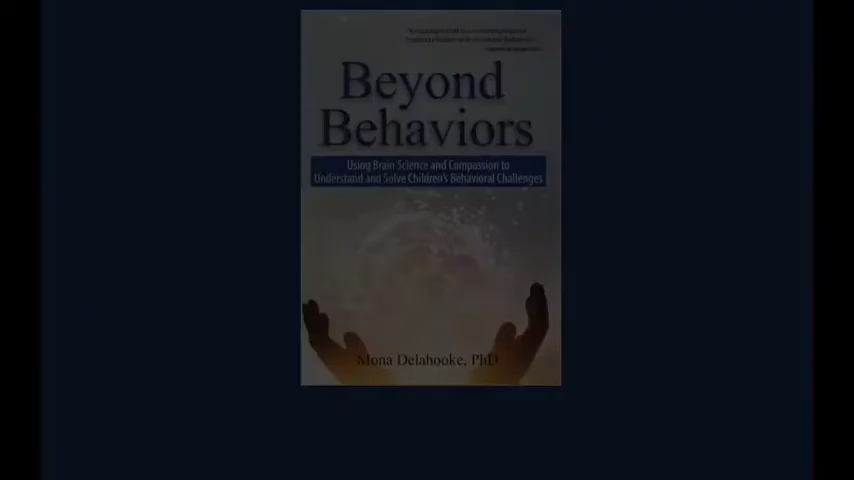 Beyond
Behaviors
Using Brain Science and Compassion to
Understand and Solve Children's Behavioral Challenges
Mona Delahooke, PhD